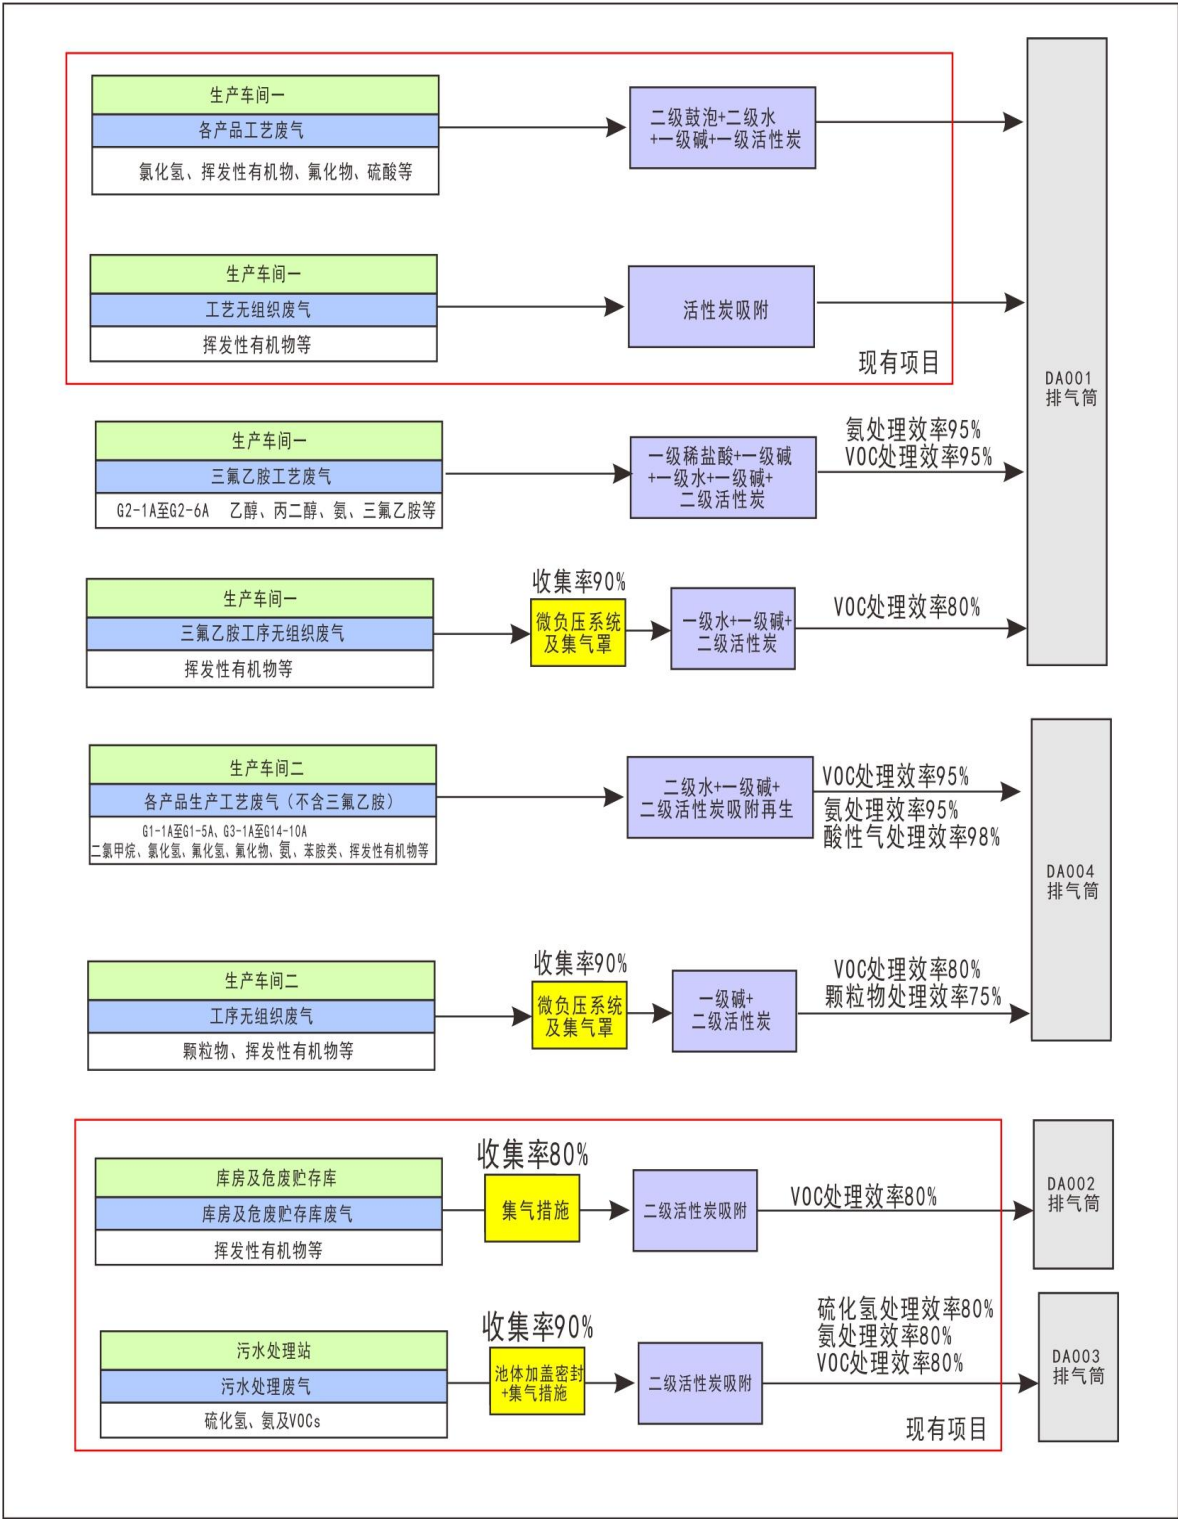 生产车间一
各产品工艺废气
氯化氢、挥发性有机物、氟化物、硫酸等
二级鼓泡+二级水
+一级碱+一级活性炭
生产车间一
工艺无组织废气
挥发性有机物等
活性炭吸附
现有项目
DA001
排气筒
生产车间一
三氟乙胺工艺废气
G2-1A至G2-6A 乙醇、丙二醇、氨、三氟乙胺等
一级稀盐酸+一级碱
+一级水+一级碱+
二级活性炭
氨处理效率95%
VOC处理效率95%
生产车间一
三氟乙胺工序无组织废气
挥发性有机物等
收集率90%
微负压系统
及集气罩
一级水+一级碱+
二级活性炭
VOC处理效率80%
生产车间二
各产品生产工艺废气（不含三氟乙胺）
G1-1A至G1-5A、G3-1A至G14-10A
二氯甲烷、氯化氢、氟化氢、氟化物、氨、苯胺类、挥发性有机物等
二级水+一级碱+
二级活性炭吸附再生
VOC处理效率95%
氨处理效率95%
酸性气处理效率98%
DA004
排气筒
生产车间二
工序无组织废气
颗粒物、挥发性有机物等
收集率90%
微负压系统
及集气罩
一级碱+
二级活性炭
VOC处理效率80%
颗粒物处理效率75%
库房及危废贮存库
库房及危废贮存库废气
挥发性有机物等
收集率80%
集气措施
二级活性炭吸附
VOC处理效率80%
DA002
排气筒
污水处理站
污水处理废气
硫化氢、氨及VOCs
收集率90%
池体加盖密封
+集气措施
二级活性炭吸附
硫化氢处理效率80%
氨处理效率80%
VOC处理效率80%
DA003
排气筒
现有项目